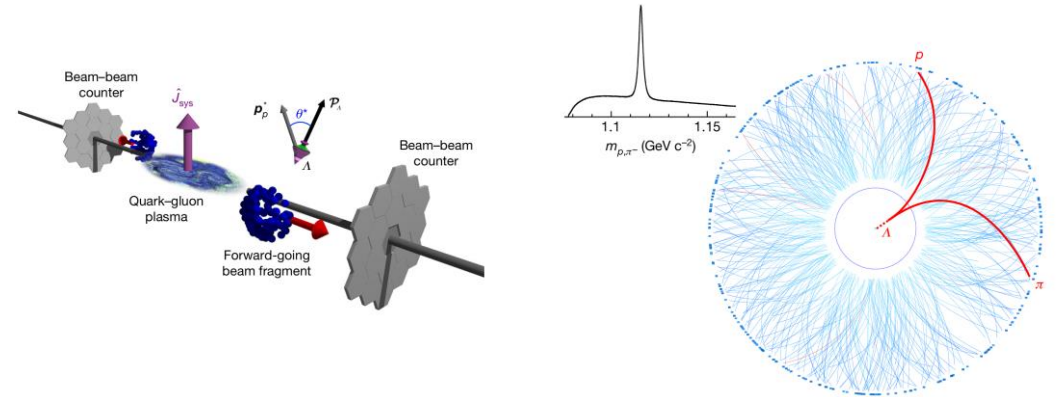 Beam–beam
counter
Ĵsys
Quark–gluon
plasma
p*p
θ*
𝒫Λ
Λ
Forward-going
beam fragment
Beam–beam
counter
1.1
1.15
mp,π− (GeV c−2)
p
Λ
π